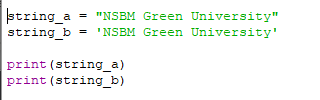 string_a = "NSBM Green University"
string_b = 'NSBM Green University'
print(string_a)
print(string_b)